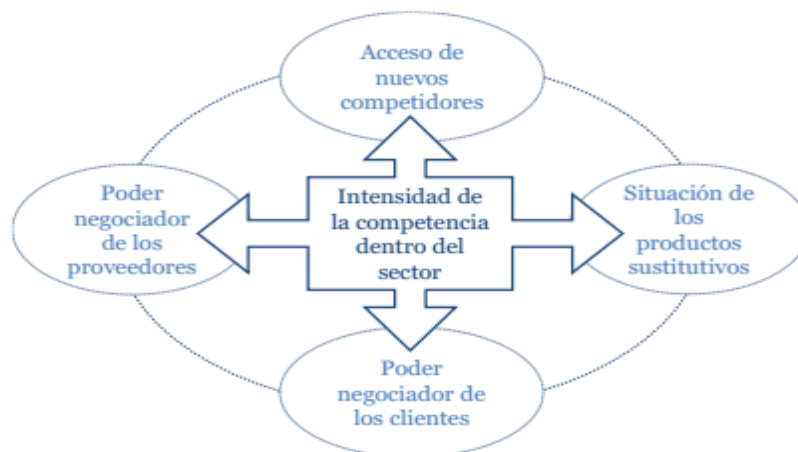 Acceso de
nuevos
competidores
Poder
negociador
de los
proveedores
Intensidad de
la competencia
dentro del
sector
Situación de
los
productos
sustitutivos
Poder
negociador de
los clientes